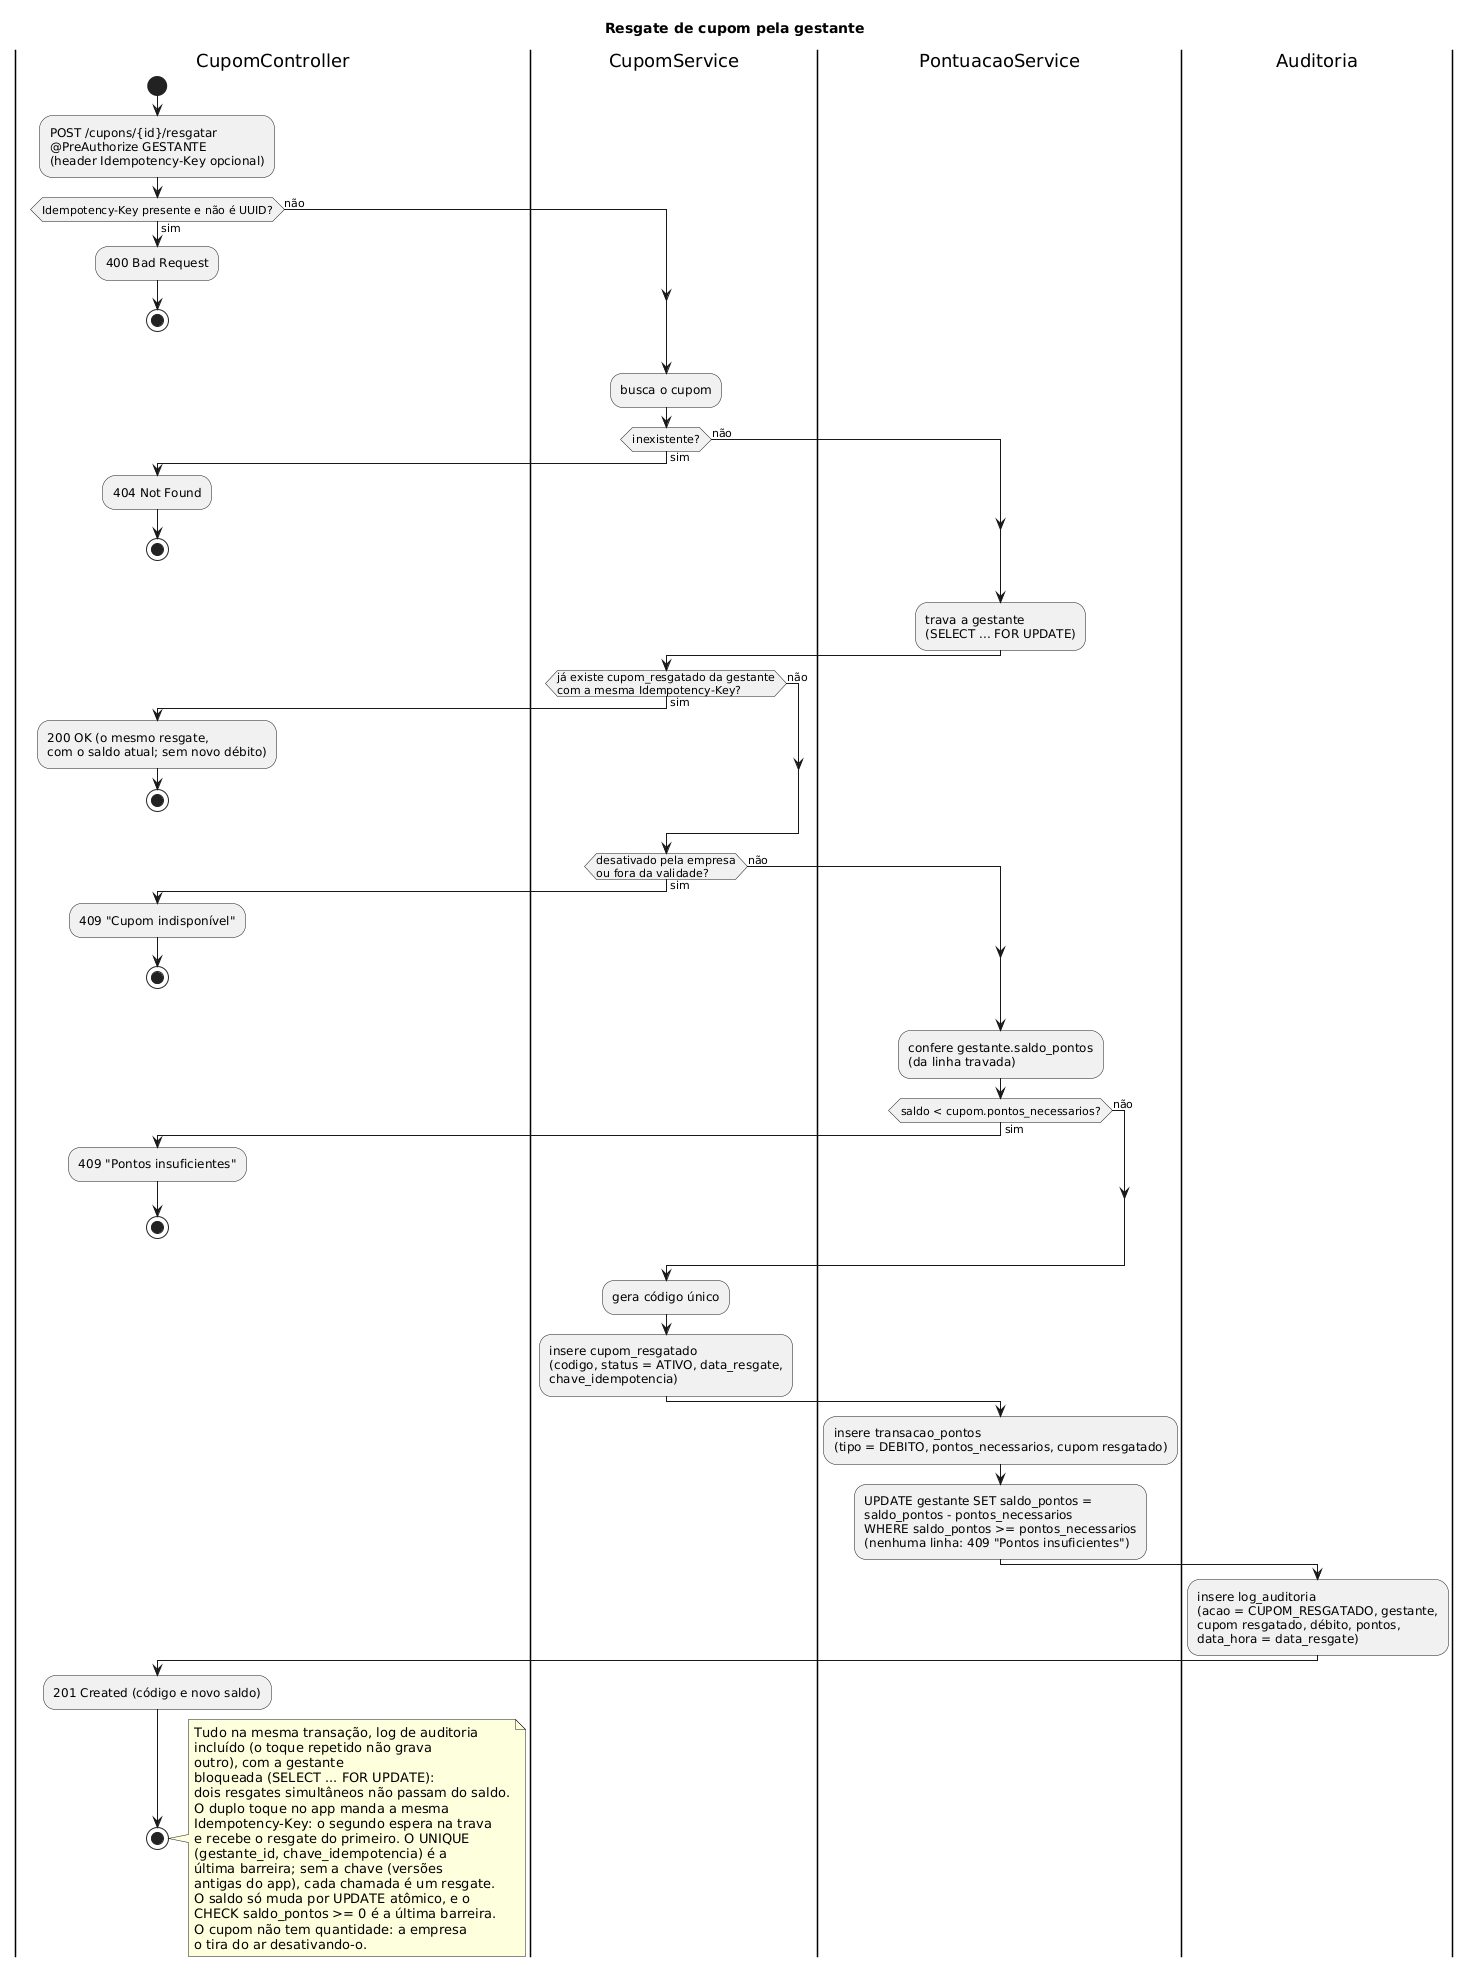 Resgate de cupom pela gestante
CupomController
CupomService
PontuacaoService
Auditoria
POST /cupons/{id}/resgatar
@PreAuthorize GESTANTE
(header Idempotency-Key opcional)
Idempotency-Key presente e não é UUID?
não
sim
400 Bad Request
busca o cupom
inexistente?
não
sim
404 Not Found
trava a gestante
(SELECT ... FOR UPDATE)
já existe cupom_resgatado da gestante
com a mesma Idempotency-Key?
não
sim
200 OK (o mesmo resgate,
com o saldo atual; sem novo débito)
desativado pela empresa
ou fora da validade?
não
sim
409 "Cupom indisponível"
confere gestante.saldo_pontos
(da linha travada)
saldo < cupom.pontos_necessarios?
não
sim
409 "Pontos insuficientes"
gera código único
insere cupom_resgatado
(codigo, status = ATIVO, data_resgate,
chave_idempotencia)
insere transacao_pontos
(tipo = DEBITO, pontos_necessarios, cupom resgatado)
UPDATE gestante SET saldo_pontos =
saldo_pontos - pontos_necessarios
WHERE saldo_pontos >= pontos_necessarios
(nenhuma linha: 409 "Pontos insuficientes")
insere log_auditoria
(acao = CUPOM_RESGATADO, gestante,
cupom resgatado, débito, pontos,
data_hora = data_resgate)
201 Created (código e novo saldo)
Tudo na mesma transação, log de auditoria
incluído (o toque repetido não grava
outro), com a gestante
bloqueada (SELECT ... FOR UPDATE):
dois resgates simultâneos não passam do saldo.
O duplo toque no app manda a mesma
Idempotency-Key: o segundo espera na trava
e recebe o resgate do primeiro. O UNIQUE
(gestante_id, chave_idempotencia) é a
última barreira; sem a chave (versões
antigas do app), cada chamada é um resgate.
O saldo só muda por UPDATE atômico, e o
CHECK saldo_pontos >= 0 é a última barreira.
O cupom não tem quantidade: a empresa
o tira do ar desativando-o.